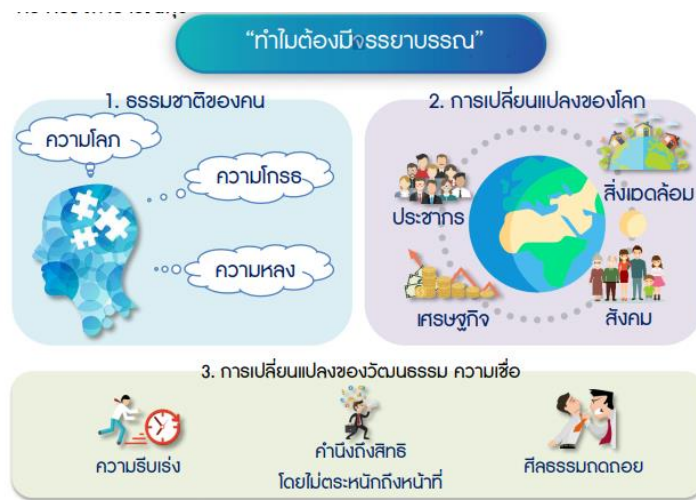 “ทำไมต้องมีจรรยาบรรณ”
1. ธรรมชาติของคน
ความโลภ
ความโกรธ
ความหลง
2. การเปลี่ยนแปลงของโลก
ประชากร
สิ่งแวดล้อม
เศรษฐกิจ
สังคม
3. การเปลี่ยนแปลงของวัฒนธรรม ความเชื่อ
ความรีบเร่ง
คำนึงถึงสิทธิ
โดยไม่ตระหนักถึงหน้าที่
ศีลธรรมถดถอย